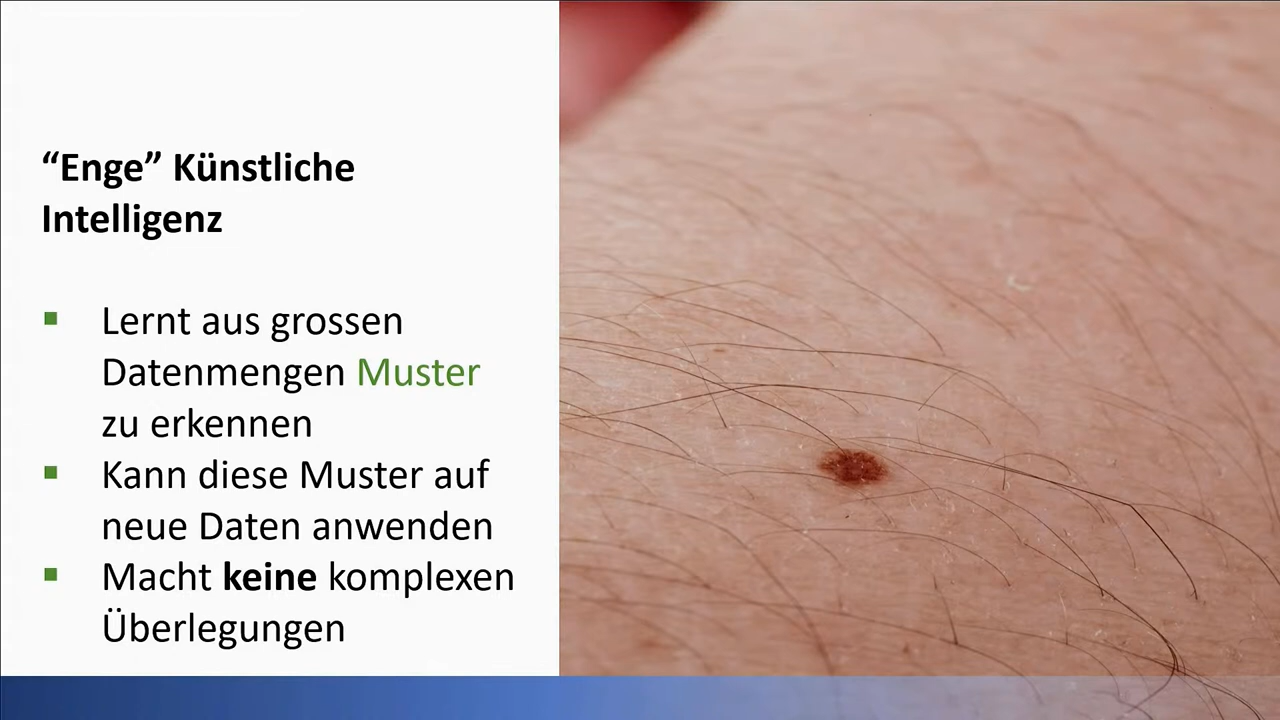 “Enge” Künstliche
Intelligenz
▪ Lernt aus grossen
Datenmengen Muster
zu erkennen
▪ Kann diese Muster auf
neue Daten anwenden
▪ Macht keine komplexen
Überlegungen